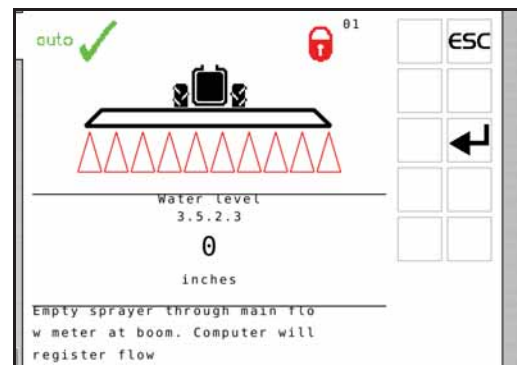 auto
01
ESC
Water level
3.5.2.3
0
inches
Empty sprayer through main flo
w meter at boom. Computer will
register flow